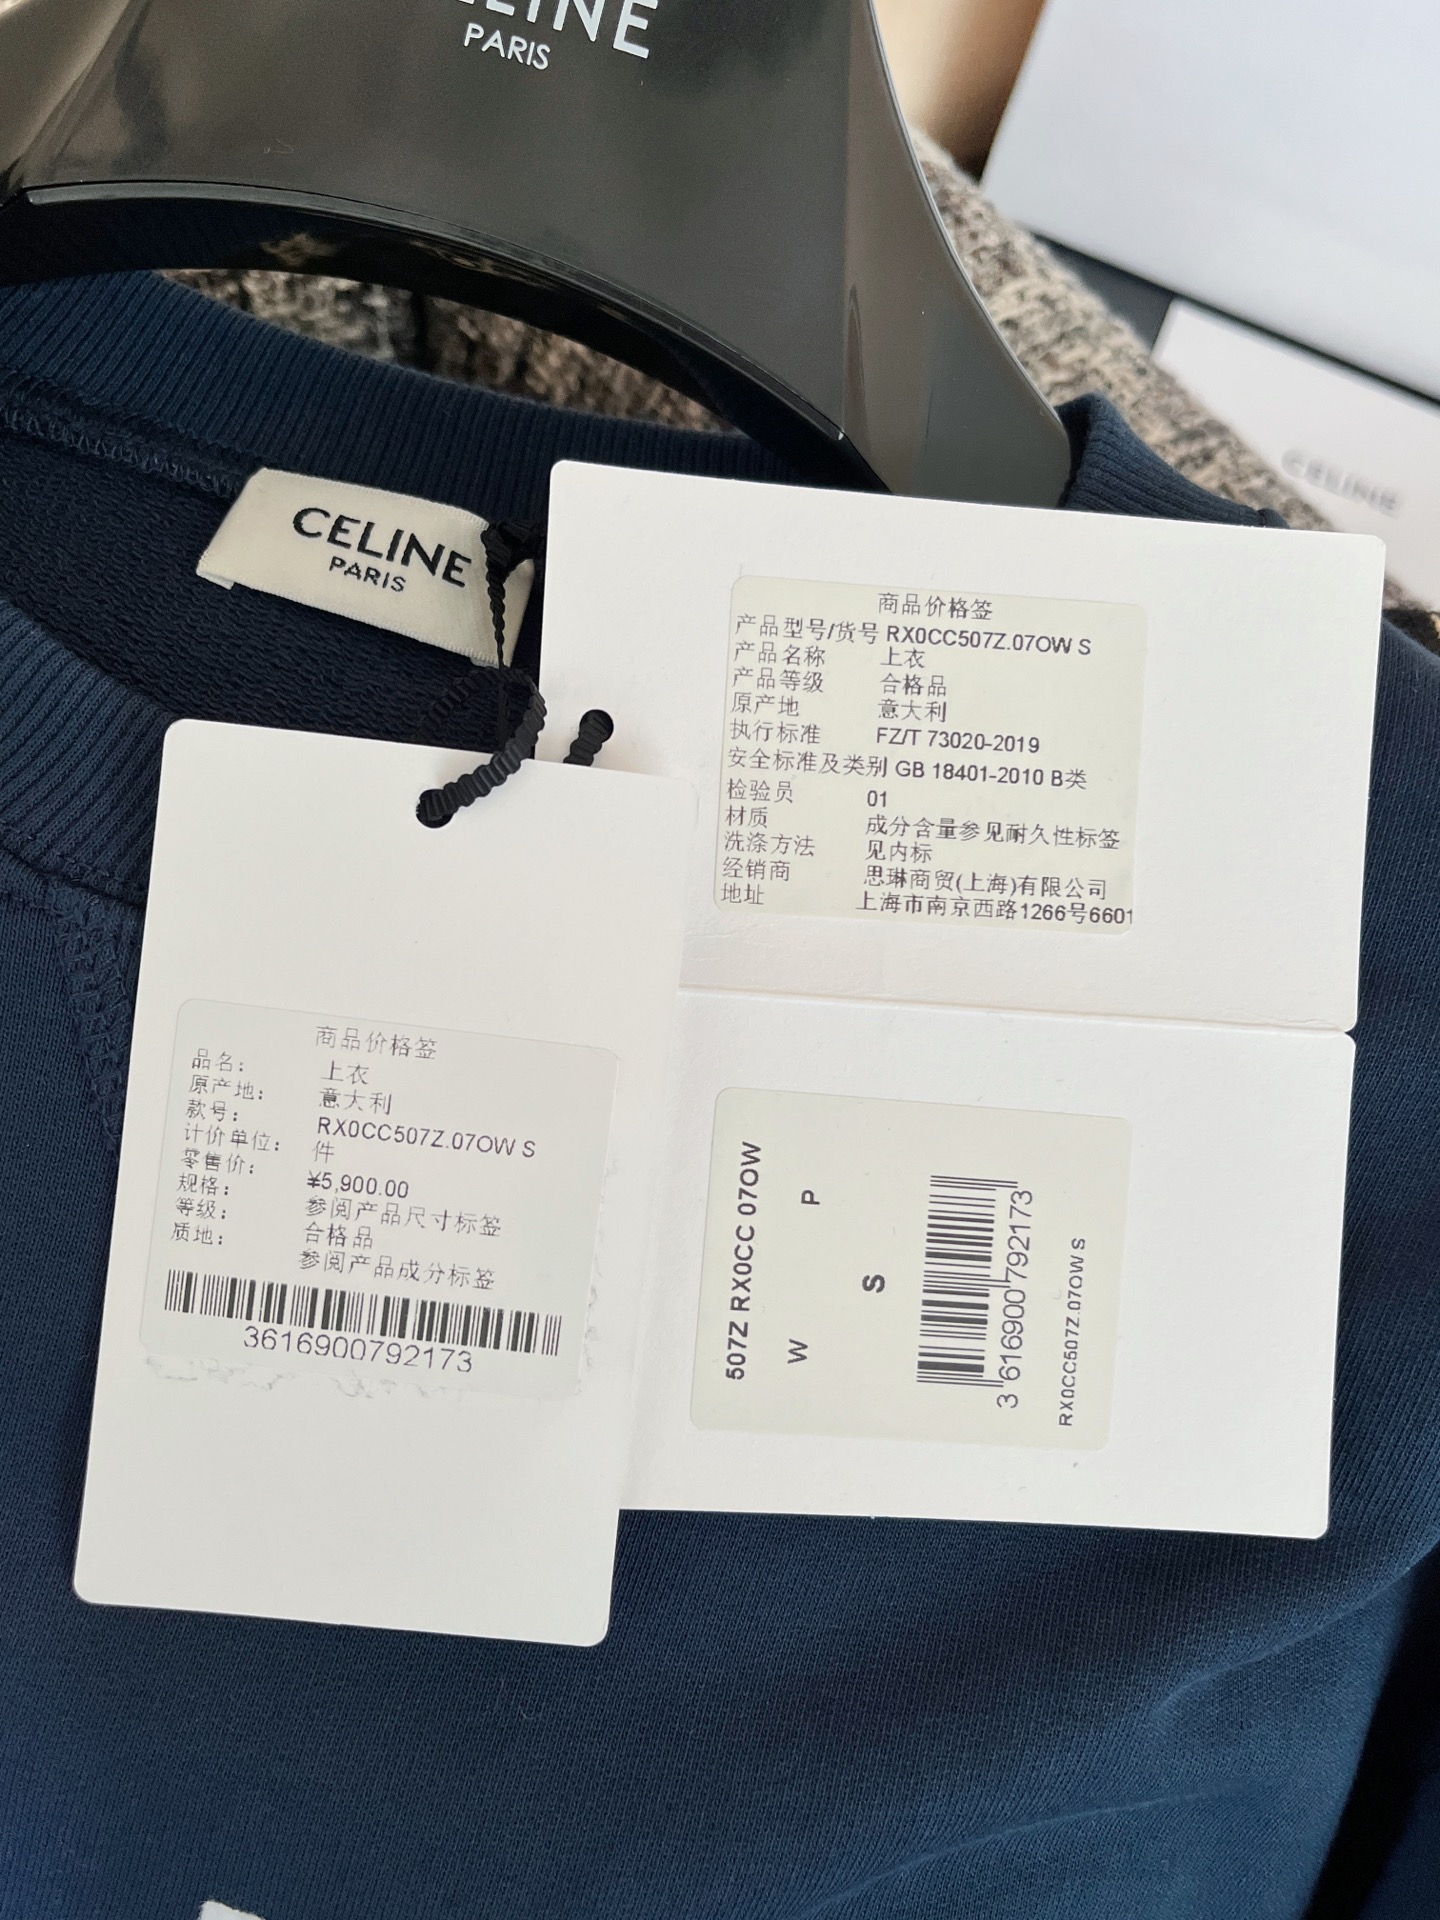 CELINE
PARIS
CELINE
CELINE
PARIS
商品价格签
产品型号/货号 RX0CC507Z.07OW S
产品名称 上衣
产品等级 合格品
原产地 意大利
执行标准 FZ/T 73020-2019
安全标准及类别 GB 18401-2010 B类
检验员 01
材质 成分含量参见耐久性标签
洗涤方法 见内标
经销商 思琳商贸(上海)有限公司
地址 上海市南京西路1266号6601
商品价格签
品名: 上衣
原产地: 意大利
款号: RX0CC507Z.07OW S
计价单位: 件
零售价: ¥5,900.00
规格: 参阅产品尺寸标签
等级: 合格品
质地: 参阅产品成分标签
3616900792173
507Z RX0CC 07OW
W P
S
3 616900 792173
RX0CC507Z.07OW S